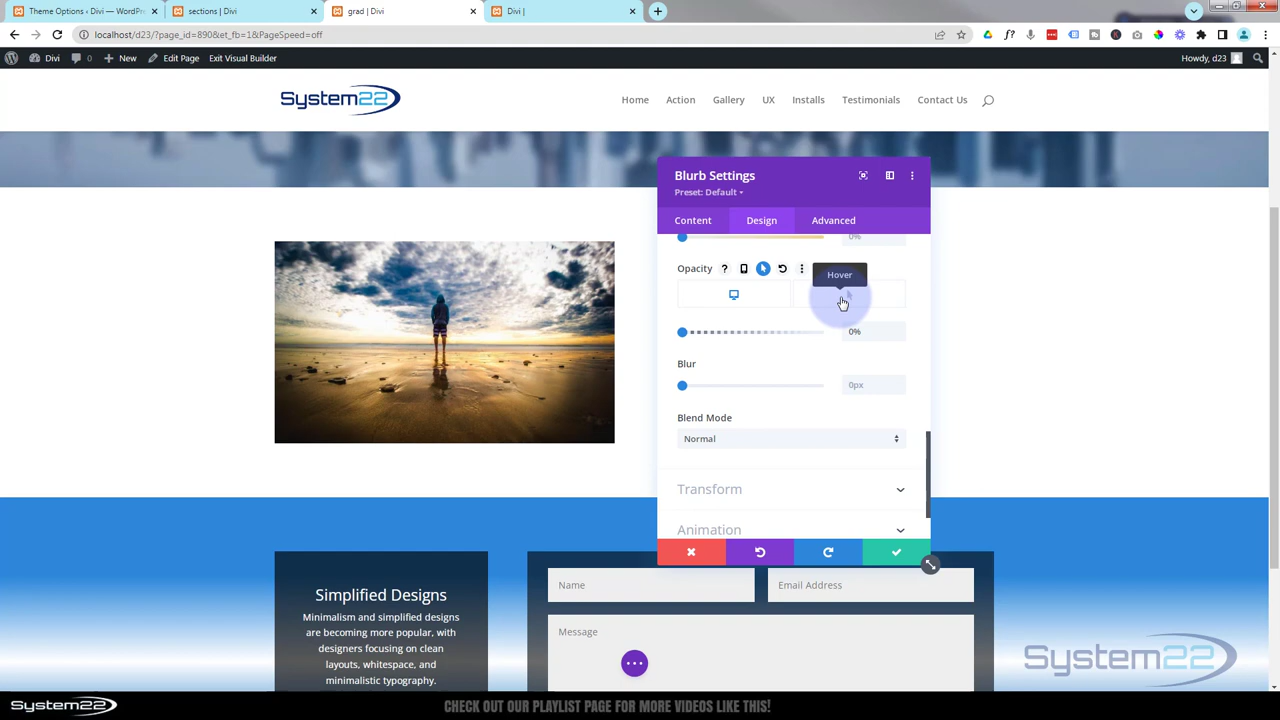 Theme Options ‹ Divi — WordPr
sections | Divi
grad | Divi
Divi |
localhost/d23/?page_id=890&et_fb=1&PageSpeed=off
Divi
0
New
Edit Page
Exit Visual Builder
Howdy, d23
System22
Home
Action
Gallery
UX
Installs
Testimonials
Contact Us
Blurb Settings
Preset: Default
Content
Design
Advanced
0%
Opacity
Hover
0%
Blur
0px
Blend Mode
Normal
Transform
Animation
Simplified Designs
Minimalism and simplified designs
are becoming more popular, with
designers focusing on clean
layouts, whitespace, and
minimalistic typography.
Name
Email Address
Message
System22
System22
CHECK OUT OUR PLAYLIST PAGE FOR MORE VIDEOS LIKE THIS!